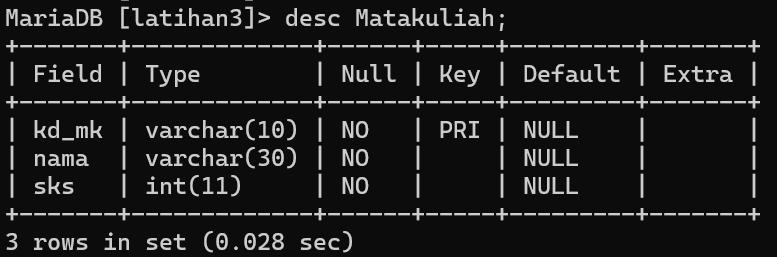 MariaDB [latihan3]> desc Matakuliah;
+-------+-------------+------+-----+---------+-------+
| Field | Type        | Null | Key | Default | Extra |
+-------+-------------+------+-----+---------+-------+
| kd_mk | varchar(10) | NO   | PRI | NULL    |       |
| nama  | varchar(30) | NO   |     | NULL    |       |
| sks   | int(11)     | NO   |     | NULL    |       |
+-------+-------------+------+-----+---------+-------+
3 rows in set (0.028 sec)